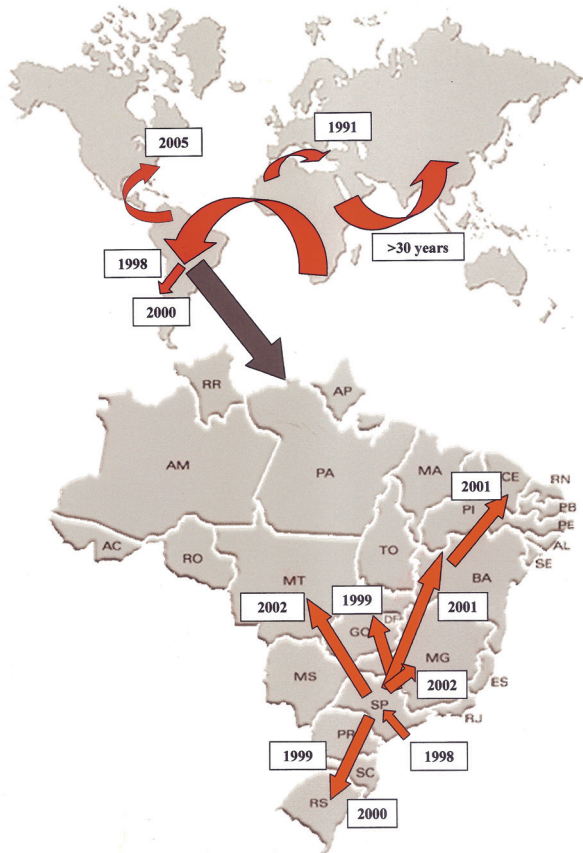 2005
1991
>30 years
1998
2000
RR
AP
AM
PA
MA
CE
RN
2001
PI
PB
PE
AL
SE
AC
RO
TO
MT
BA
2002
1999
2001
DF
GO
MG
MS
2002
ES
SP
RJ
PR
1999
1998
SC
RS
2000